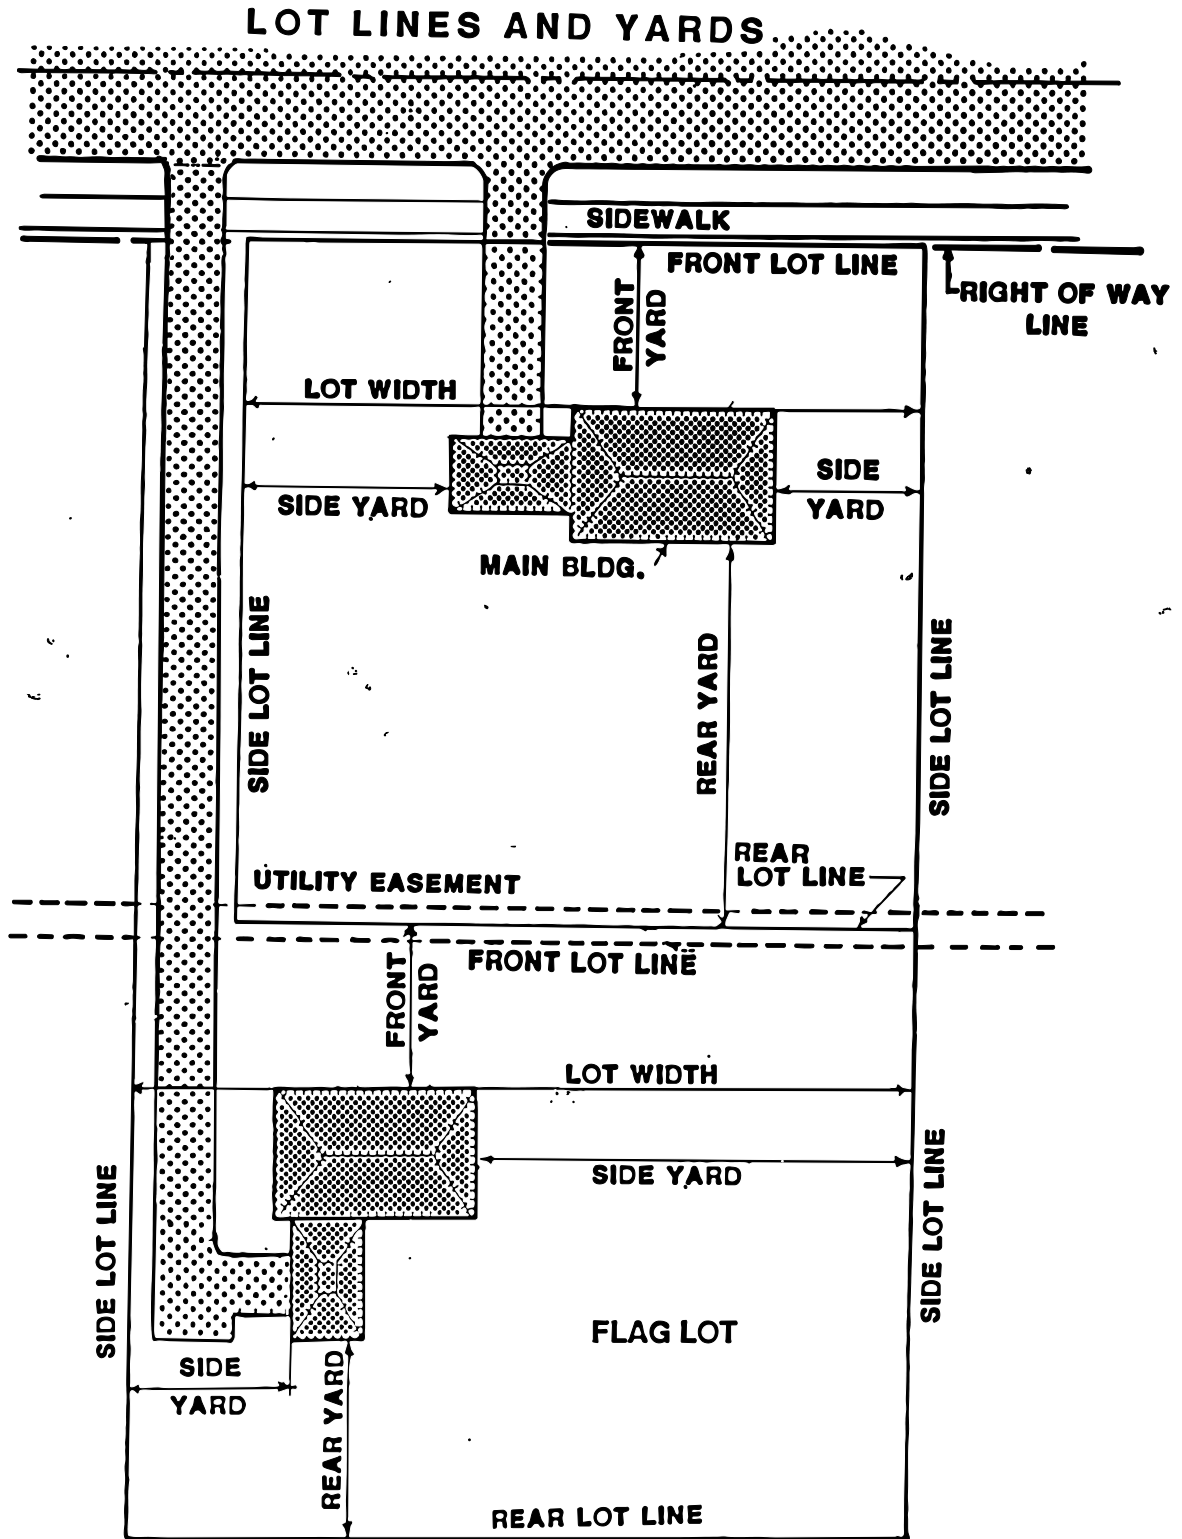 LOT LINES AND YARDS
SIDEWALK
FRONT LOT LINE
RIGHT OF WAY
LINE
FRONT
YARD
LOT WIDTH
SIDE
YARD
SIDE YARD
MAIN BLDG.
SIDE LOT LINE
REAR YARD
SIDE LOT LINE
REAR
LOT LINE
UTILITY EASEMENT
FRONT LOT LINE
FRONT
YARD
LOT WIDTH
SIDE YARD
SIDE LOT LINE
SIDE LOT LINE
FLAG LOT
SIDE
YARD
REAR YARD
REAR LOT LINE